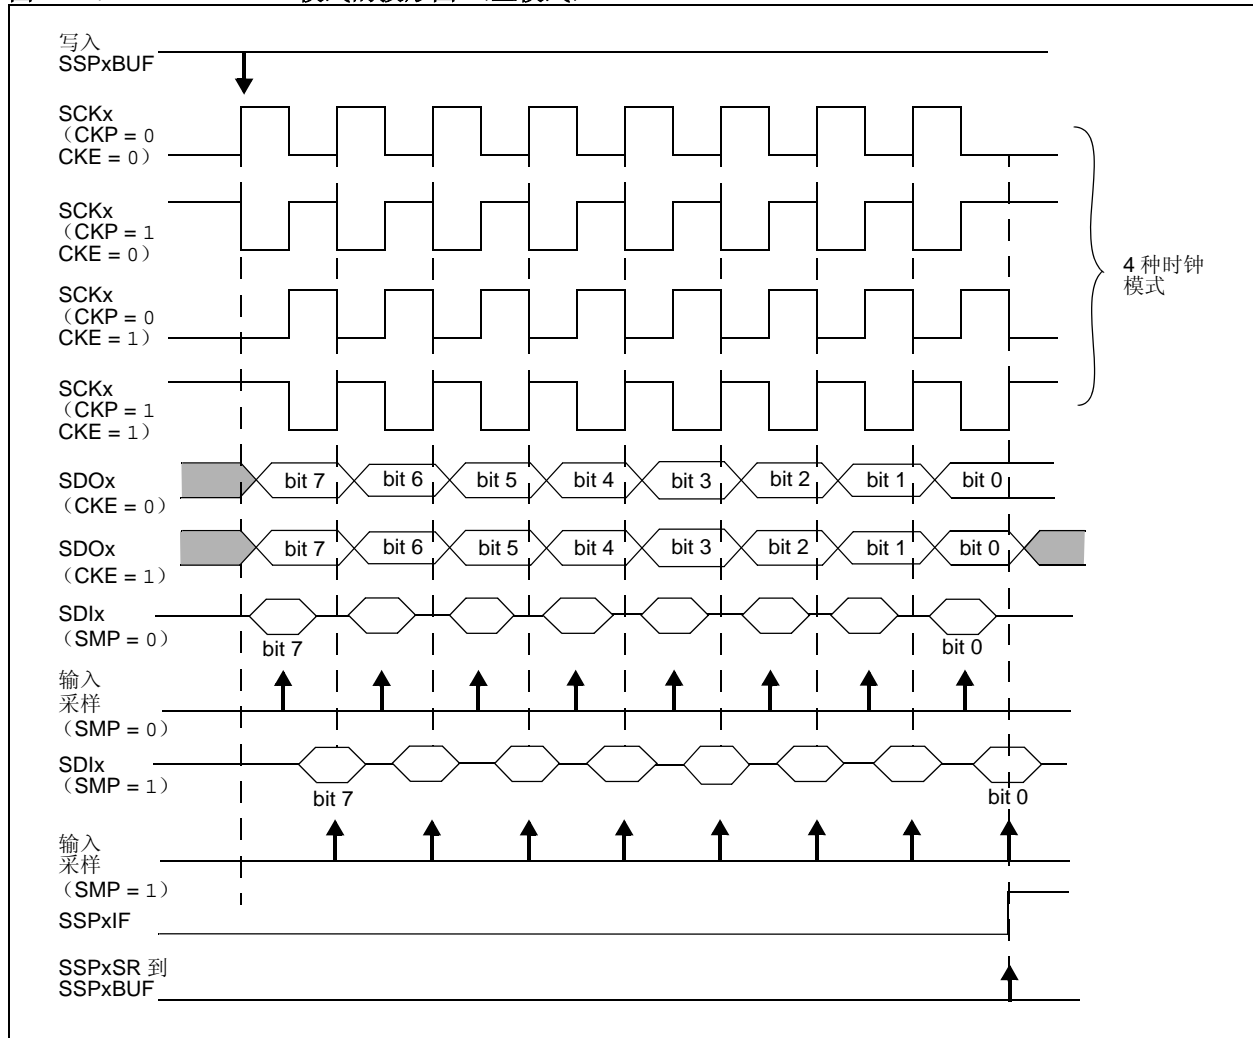 写入
SSPxBUF
SCKx
（CKP = 0
CKE = 0）
SCKx
（CKP = 1
CKE = 0）
SCKx
（CKP = 0
CKE = 1）
SCKx
（CKP = 1
CKE = 1）
4 种时钟
模式
SDOx
（CKE = 0）
bit 7 bit 6 bit 5 bit 4 bit 3 bit 2 bit 1 bit 0
SDOx
（CKE = 1）
bit 7 bit 6 bit 5 bit 4 bit 3 bit 2 bit 1 bit 0
SDIx
（SMP = 0）
bit 7 bit 0
输入
采样
（SMP = 0）
SDIx
（SMP = 1）
bit 7 bit 0
输入
采样
（SMP = 1）
SSPxIF
SSPxSR 到
SSPxBUF